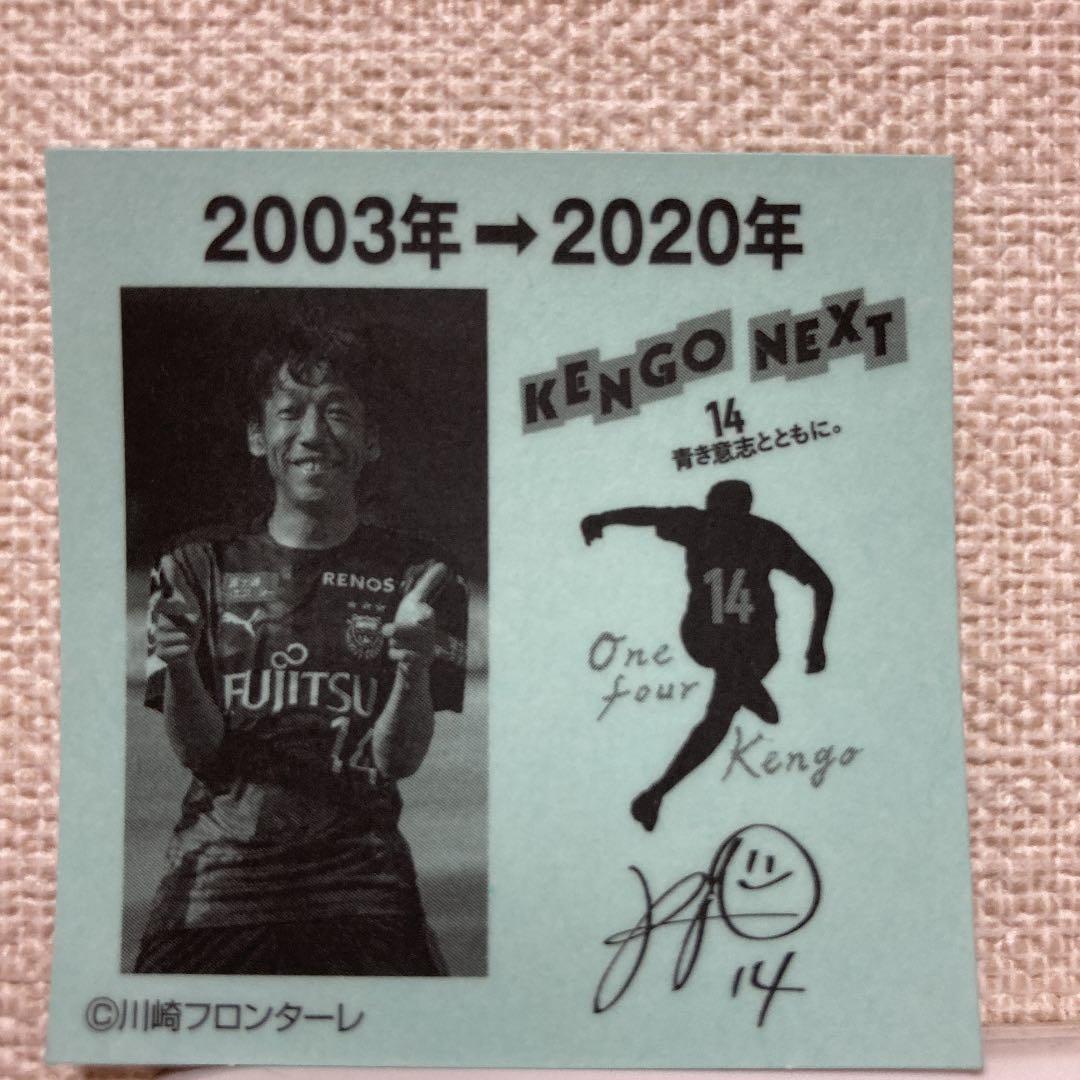 2003年➡2020年
KENGO NEXT
14
青き意志とともに。
RENOS
FUJITSU
14
14
One
four
Kengo
14
©川崎フロンターレ